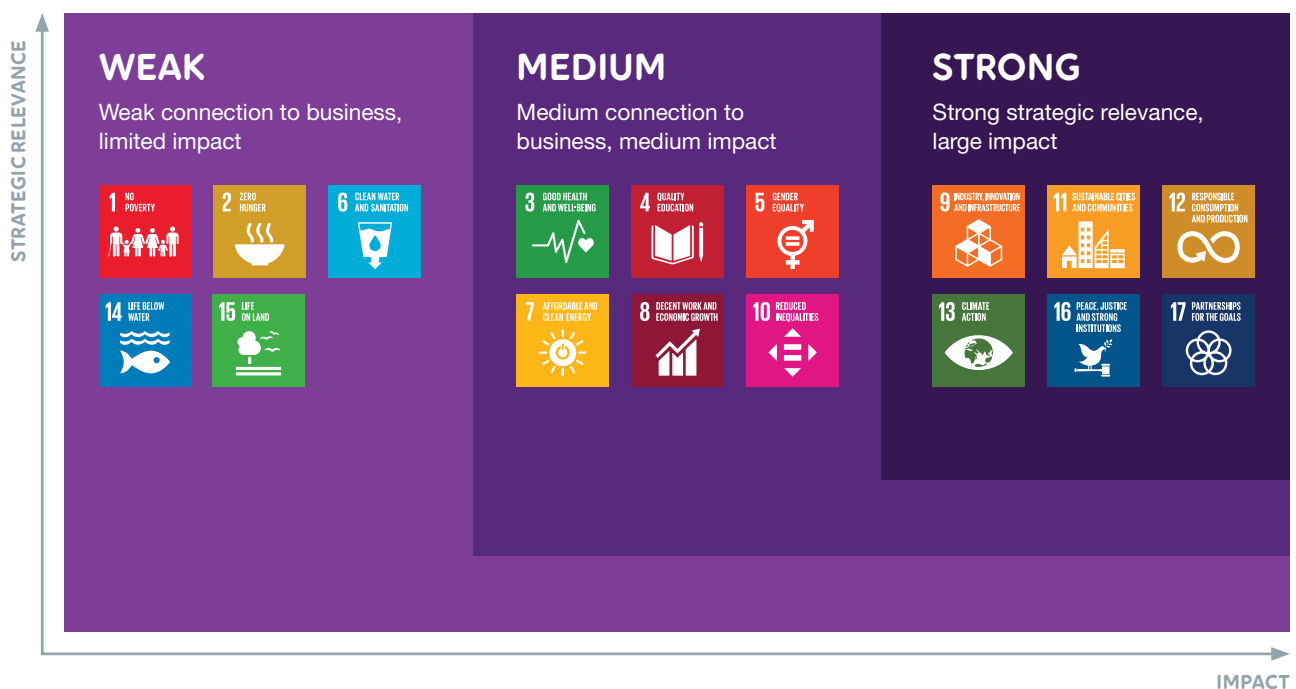 STRATEGIC RELEVANCE
WEAK
Weak connection to business,
limited impact
1 NO
POVERTY
2 ZERO
HUNGER
6 CLEAN WATER
AND SANITATION
14 LIFE BELOW
WATER
15 LIFE
ON LAND
MEDIUM
Medium connection to
business, medium impact
3 GOOD HEALTH
AND WELL-BEING
4 QUALITY
EDUCATION
5 GENDER
EQUALITY
7 AFFORDABLE AND
CLEAN ENERGY
8 DECENT WORK AND
ECONOMIC GROWTH
10 REDUCED
INEQUALITIES
STRONG
Strong strategic relevance,
large impact
9 INDUSTRY, INNOVATION
AND INFRASTRUCTURE
11 SUSTAINABLE CITIES
AND COMMUNITIES
12 RESPONSIBLE
CONSUMPTION
AND PRODUCTION
13 CLIMATE
ACTION
16 PEACE, JUSTICE
AND STRONG
INSTITUTIONS
17 PARTNERSHIPS
FOR THE GOALS
IMPACT